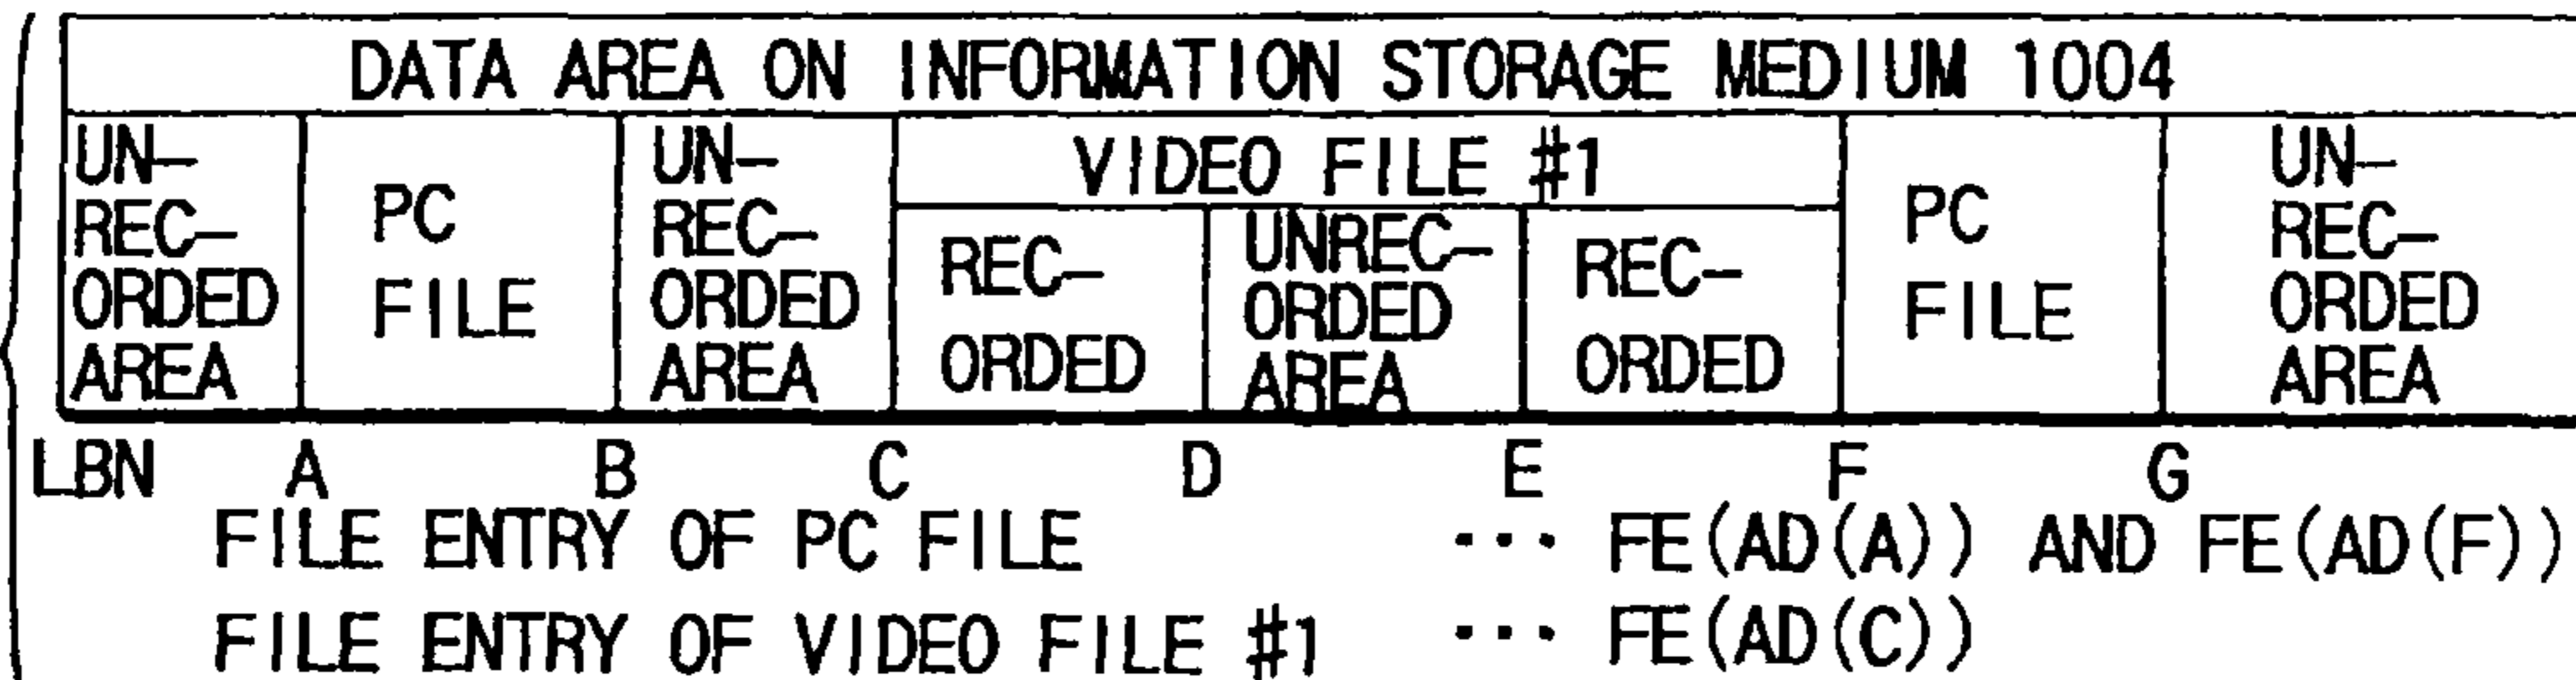 DATA AREA ON INFORMATION STORAGE MEDIUM 1004
UN-
REC-
ORDED
AREA
PC
FILE
UN-
REC-
ORDED
AREA
VIDEO FILE #1
REC-
ORDED
UNREC-
ORDED
AREA
REC-
ORDED
PC
FILE
UN-
REC-
ORDED
AREA
LBN A B C D E F G
FILE ENTRY OF PC FILE ··· FE(AD(A)) AND FE(AD(F))
FILE ENTRY OF VIDEO FILE #1 ··· FE(AD(C))